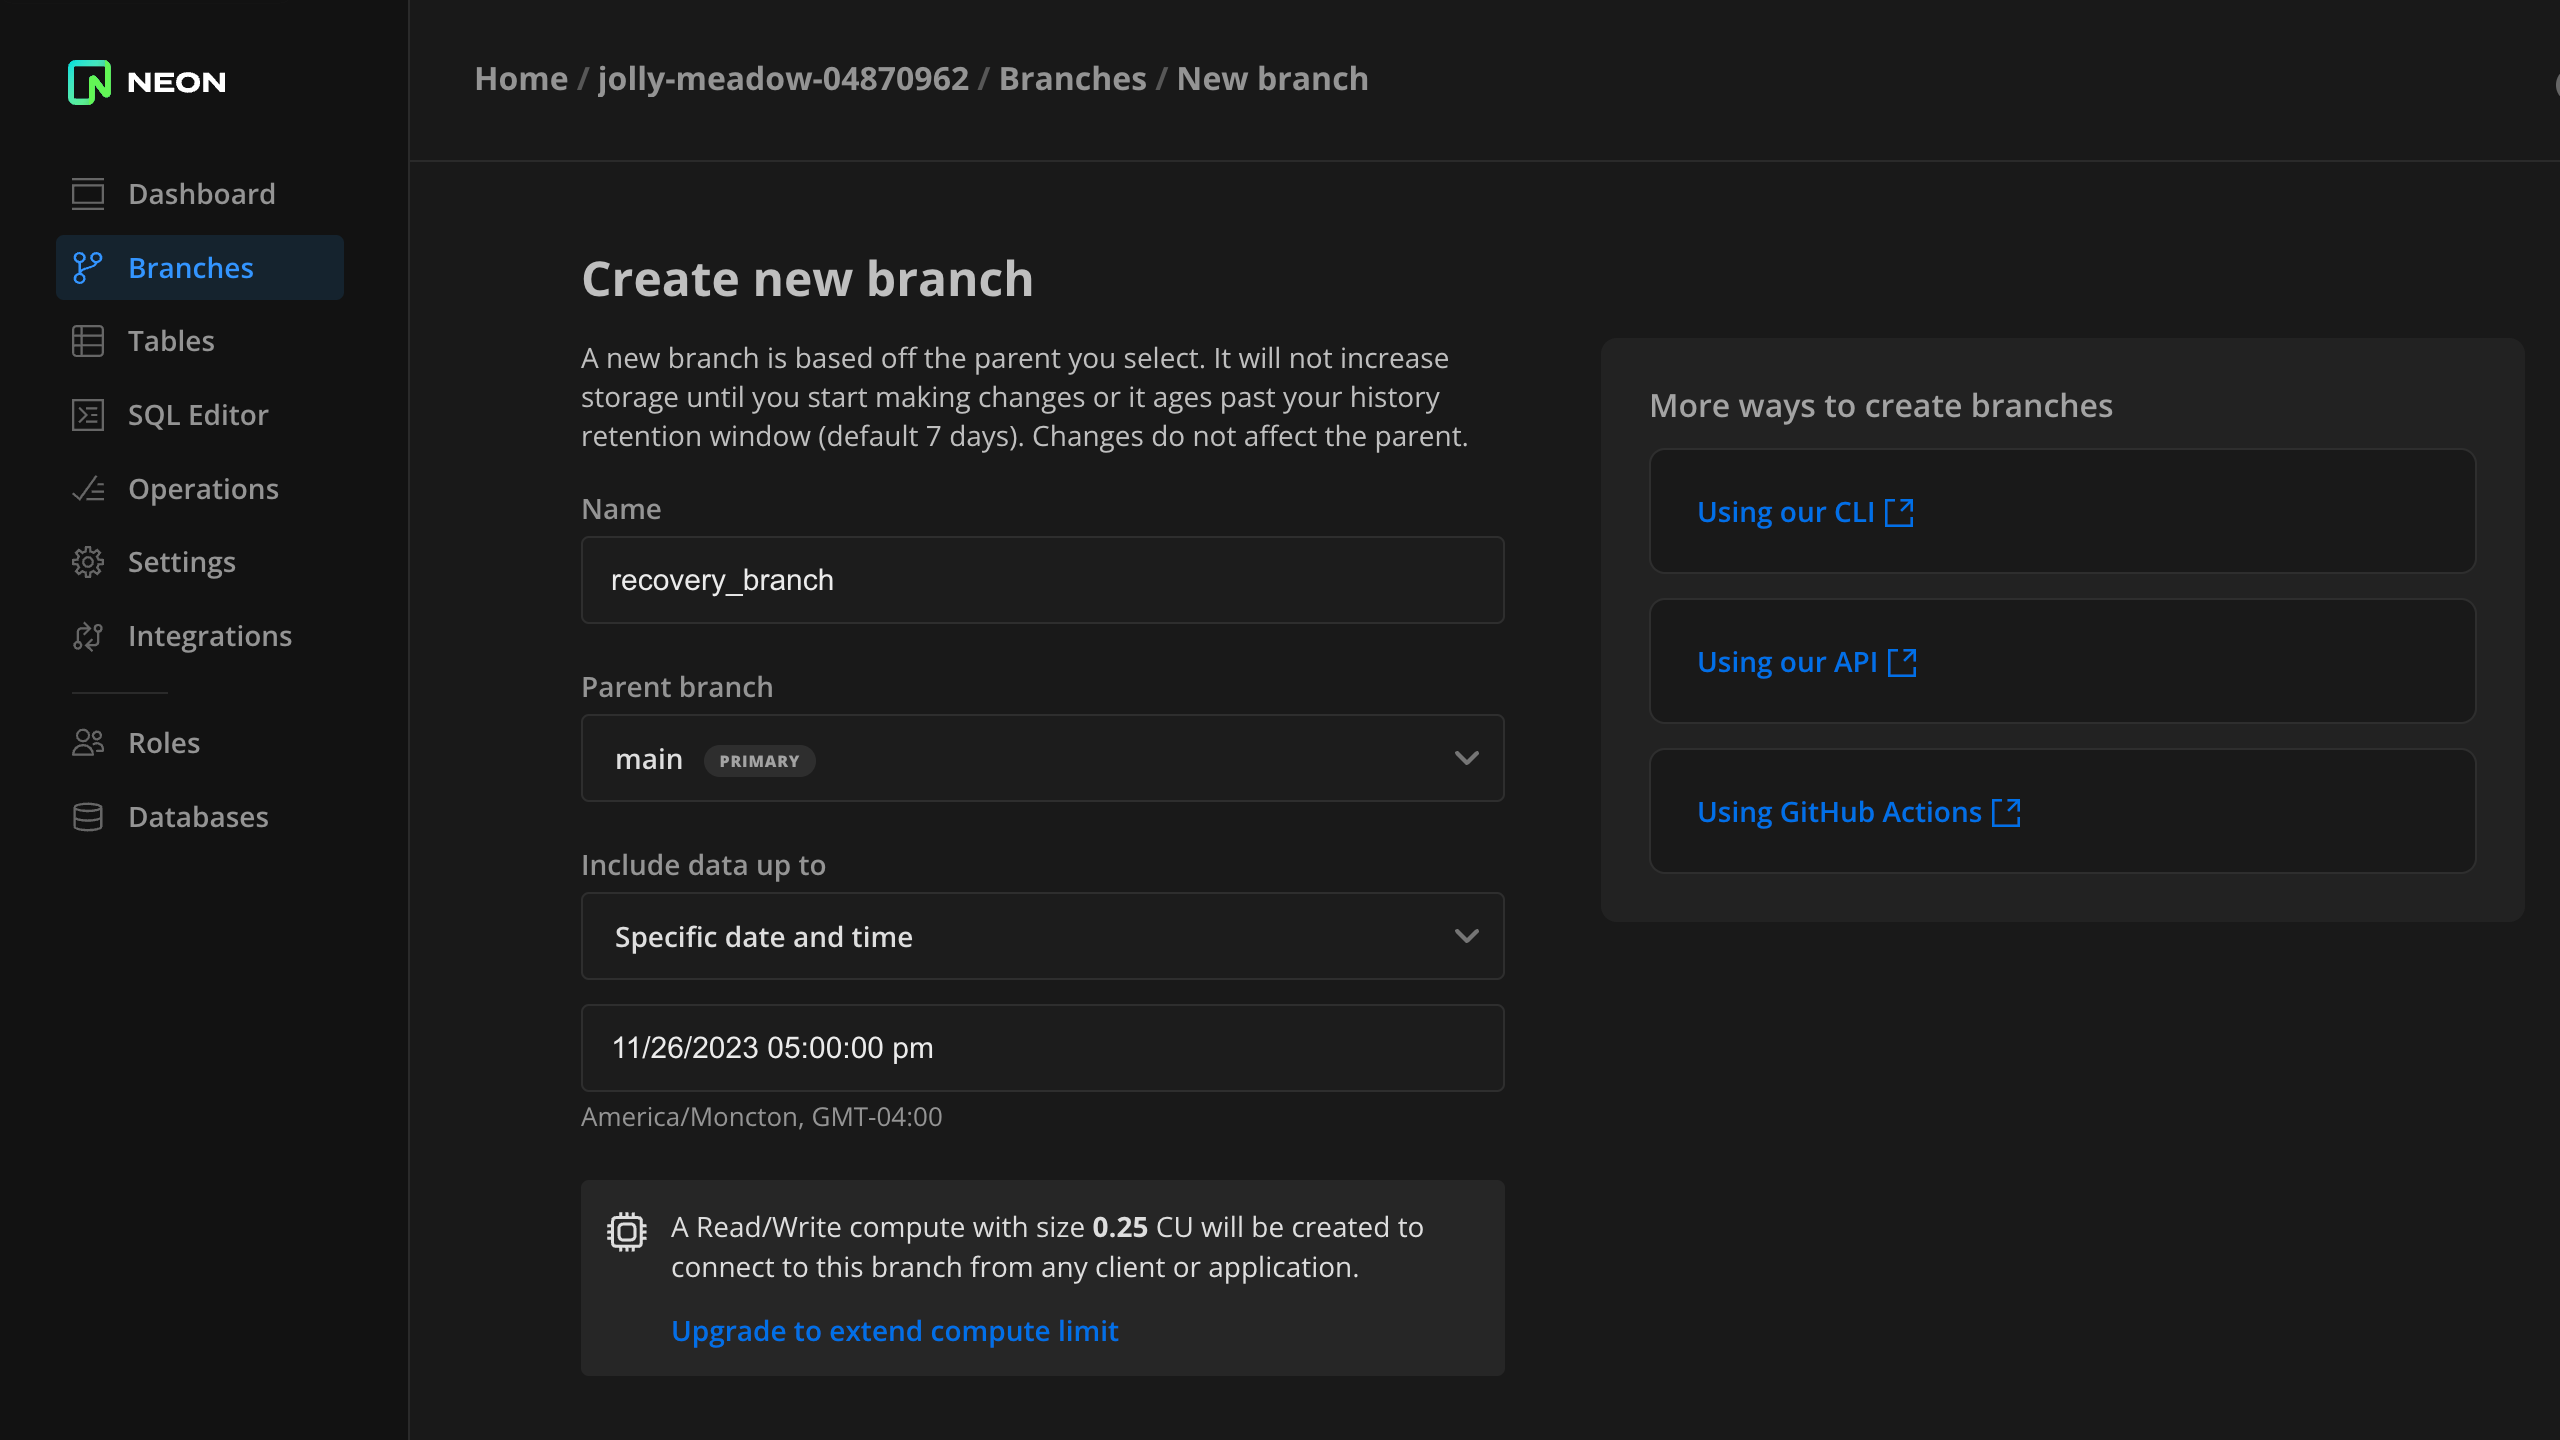 NEON
Dashboard
Branches
Tables
SQL Editor
Operations
Settings
Integrations
Roles
Databases
Home / jolly-meadow-04870962 / Branches / New branch
Create new branch
A new branch is based off the parent you select. It will not increase
storage until you start making changes or it ages past your history
retention window (default 7 days). Changes do not affect the parent.
Name
recovery_branch
Parent branch
main PRIMARY
Include data up to
Specific date and time
11/26/2023 05:00:00 pm
America/Moncton, GMT-04:00
A Read/Write compute with size 0.25 CU will be created to
connect to this branch from any client or application.
Upgrade to extend compute limit
More ways to create branches
Using our CLI
Using our API
Using GitHub Actions